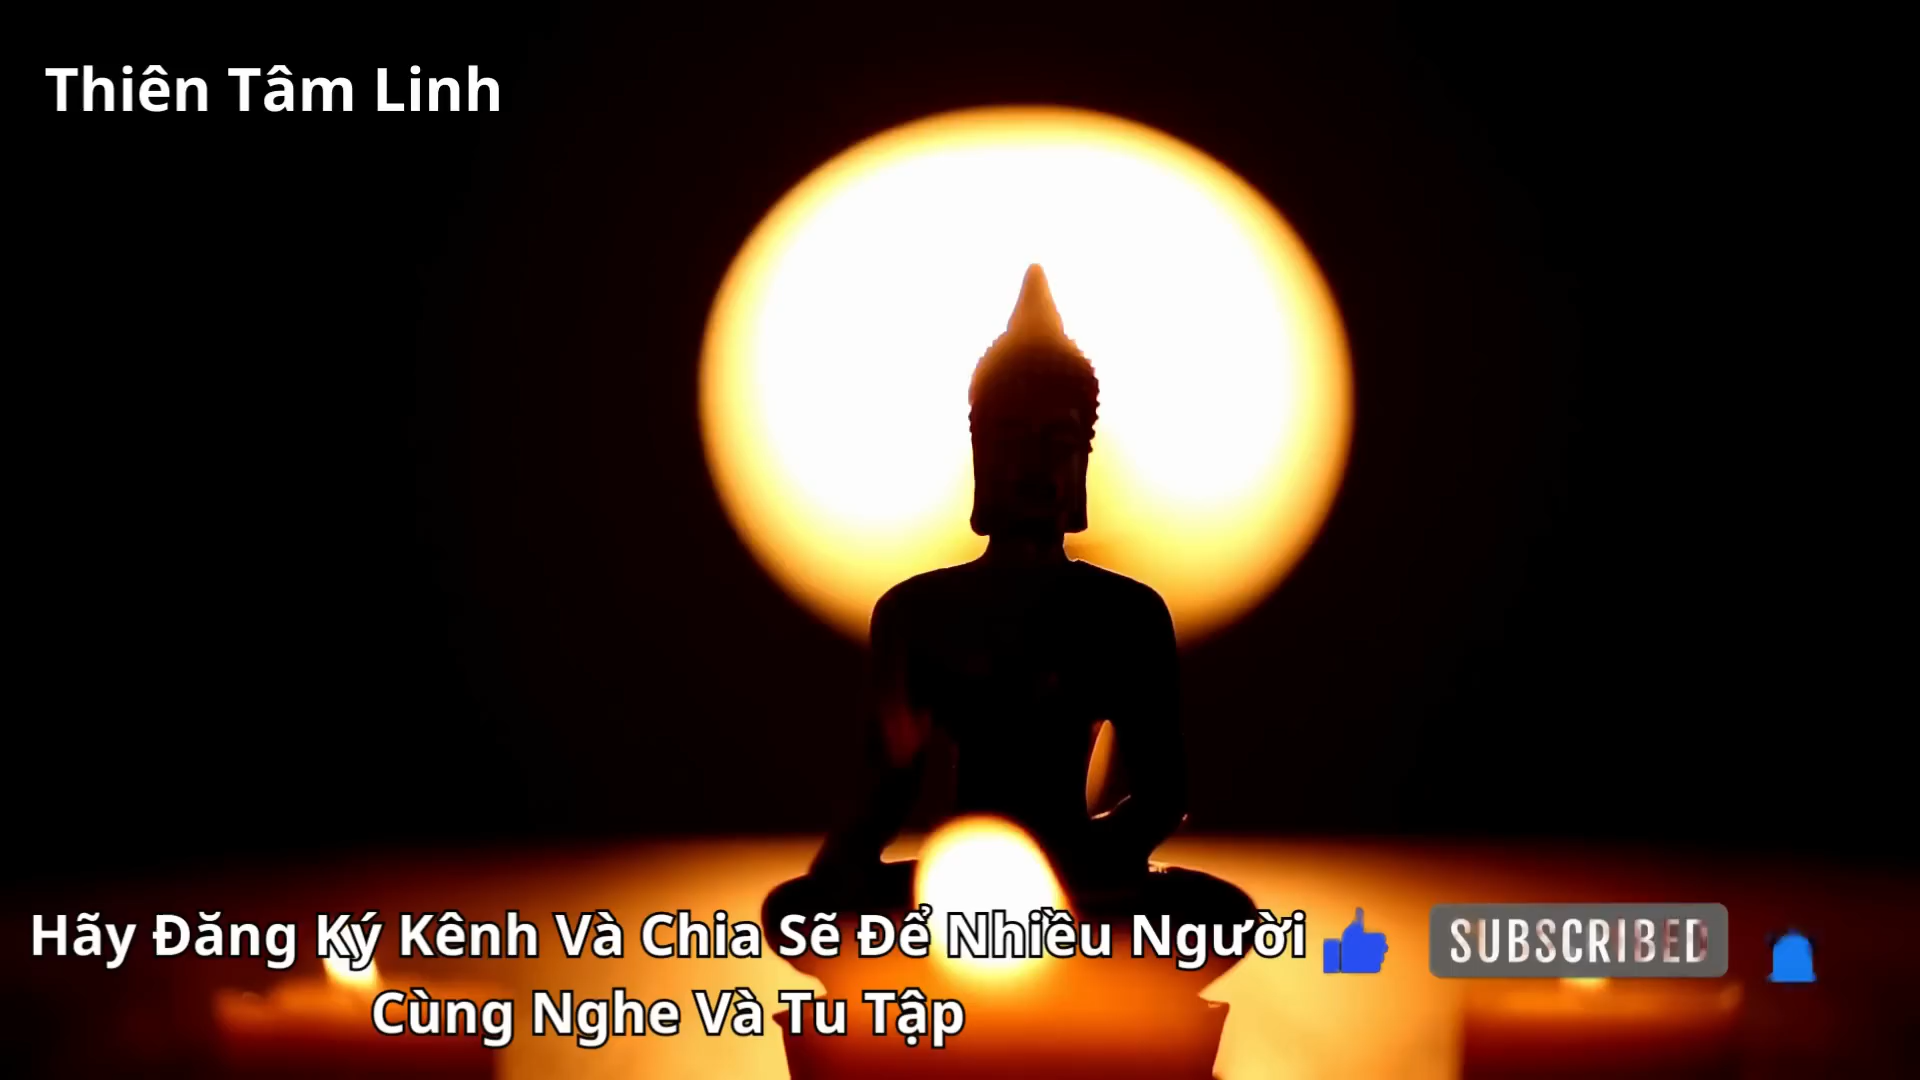 Thiên Tâm Linh
Hãy Đăng Ký Kênh Và Chia Sẽ Để Nhiều Người
SUBSCRIBED
Cùng Nghe Và Tu Tập